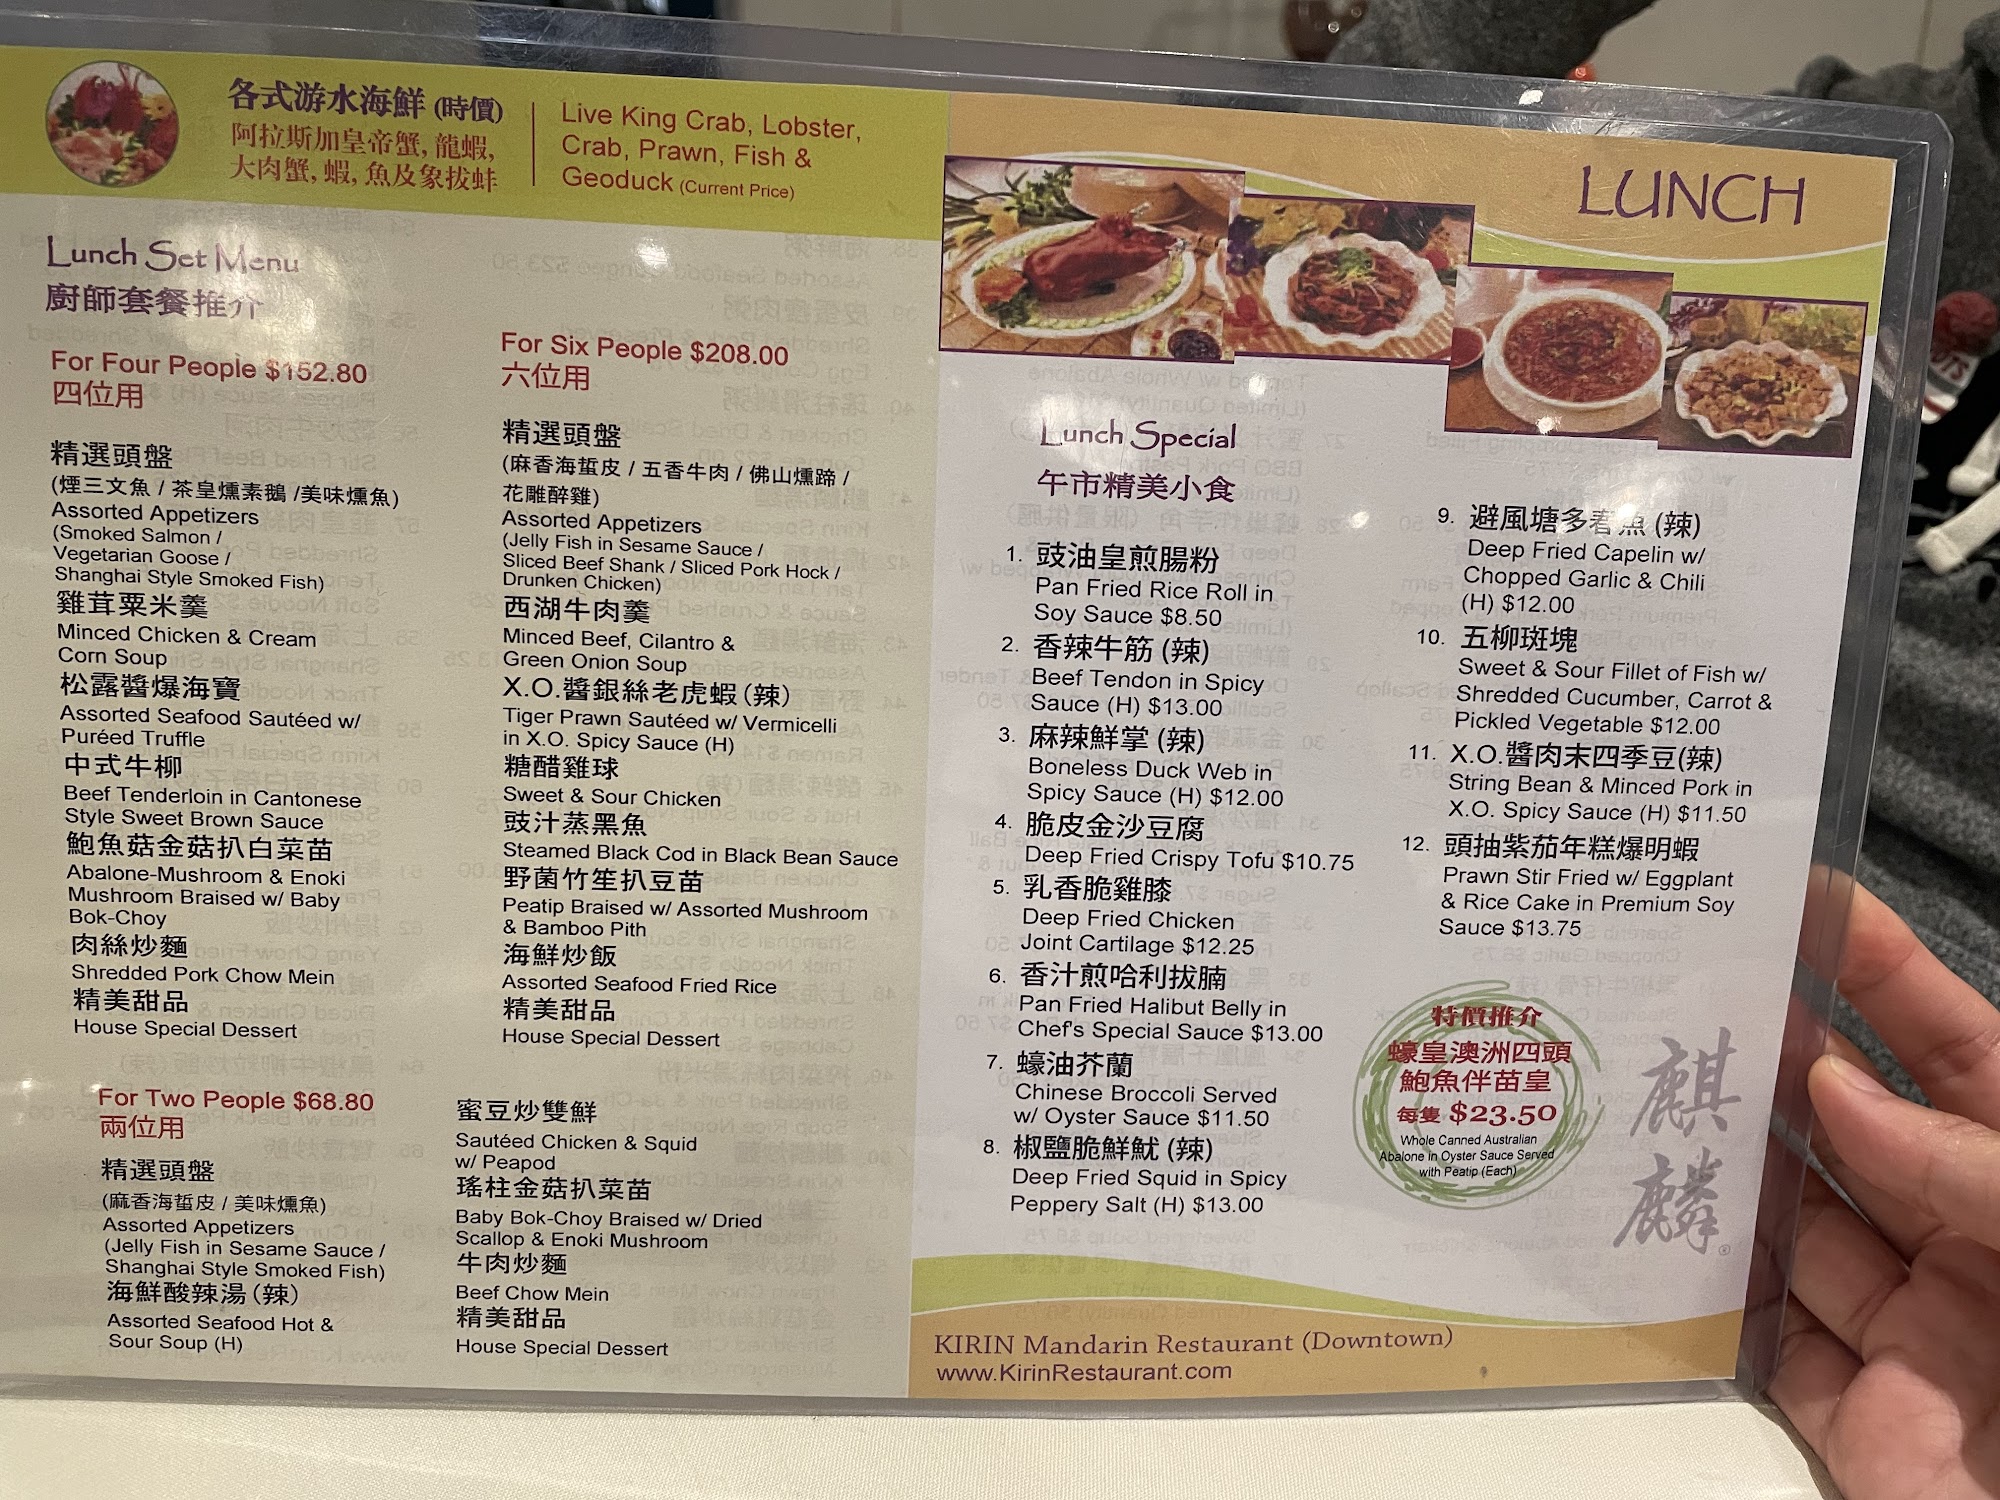 各式游水海鮮 (時價)
阿拉斯加皇帝蟹, 龍蝦,
大肉蟹, 蝦, 魚及象拔蚌
Live King Crab, Lobster,
Crab, Prawn, Fish &
Geoduck (Current Price)
Lunch Set Menu
廚師套餐推介
For Four People $152.80
四位用
精選頭盤
(煙三文魚 / 茶皇燻素鵝 /美味燻魚)
Assorted Appetizers
(Smoked Salmon /
Vegetarian Goose /
Shanghai Style Smoked Fish)
雞茸粟米羹
Minced Chicken & Cream
Corn Soup
松露醬爆海寶
Assorted Seafood Sautéed w/
Puréed Truffle
中式牛柳
Beef Tenderloin in Cantonese
Style Sweet Brown Sauce
鮑魚菇金菇扒白菜苗
Abalone-Mushroom & Enoki
Mushroom Braised w/ Baby
Bok-Choy
肉絲炒麵
Shredded Pork Chow Mein
精美甜品
House Special Dessert
For Six People $208.00
六位用
精選頭盤
(麻香海蜇皮 / 五香牛肉 / 佛山燻蹄 /
花雕醉雞)
Assorted Appetizers
(Jelly Fish in Sesame Sauce /
Sliced Beef Shank / Sliced Pork Hock /
Drunken Chicken)
西湖牛肉羹
Minced Beef, Cilantro &
Green Onion Soup
X.O.醬銀絲老虎蝦 (辣)
Tiger Prawn Sautéed w/ Vermicelli
in X.O. Spicy Sauce (H)
糖醋雞球
Sweet & Sour Chicken
豉汁蒸黑魚
Steamed Black Cod in Black Bean Sauce
野菌竹笙扒豆苗
Peatip Braised w/ Assorted Mushroom
& Bamboo Pith
海鮮炒飯
Assorted Seafood Fried Rice
精美甜品
House Special Dessert
For Two People $68.80
兩位用
精選頭盤
(麻香海蜇皮 / 美味燻魚)
Assorted Appetizers
(Jelly Fish in Sesame Sauce /
Shanghai Style Smoked Fish)
海鮮酸辣湯 (辣)
Assorted Seafood Hot &
Sour Soup (H)
蜜豆炒雙鮮
Sautéed Chicken & Squid
w/ Peapod
瑤柱金菇扒菜苗
Baby Bok-Choy Braised w/ Dried
Scallop & Enoki Mushroom
牛肉炒麵
Beef Chow Mein
精美甜品
House Special Dessert
LUNCH
Lunch Special
午市精美小食
1. 豉油皇煎腸粉
Pan Fried Rice Roll in
Soy Sauce $8.50
2. 香辣牛筋 (辣)
Beef Tendon in Spicy
Sauce (H) $13.00
3. 麻辣鮮掌 (辣)
Boneless Duck Web in
Spicy Sauce (H) $12.00
4. 脆皮金沙豆腐
Deep Fried Crispy Tofu $10.75
5. 乳香脆雞膝
Deep Fried Chicken
Joint Cartilage $12.25
6. 香汁煎哈利拔腩
Pan Fried Halibut Belly in
Chef's Special Sauce $13.00
7. 蠔油芥蘭
Chinese Broccoli Served
w/ Oyster Sauce $11.50
8. 椒鹽脆鮮魷 (辣)
Deep Fried Squid in Spicy
Peppery Salt (H) $13.00
9. 避風塘多春魚 (辣)
Deep Fried Capelin w/
Chopped Garlic & Chili
(H) $12.00
10. 五柳斑塊
Sweet & Sour Fillet of Fish w/
Shredded Cucumber, Carrot &
Pickled Vegetable $12.00
11. X.O.醬肉末四季豆(辣)
String Bean & Minced Pork in
X.O. Spicy Sauce (H) $11.50
12. 頭抽紫茄年糕爆明蝦
Prawn Stir Fried w/ Eggplant
& Rice Cake in Premium Soy
Sauce $13.75
特價推介
蠔皇澳洲四頭
鮑魚伴苗皇
每隻 $23.50
Whole Canned Australian
Abalone In Oyster Sauce Served
with Peatip (Each)
麒麟
KIRIN Mandarin Restaurant (Downtown)
www.KirinRestaurant.com